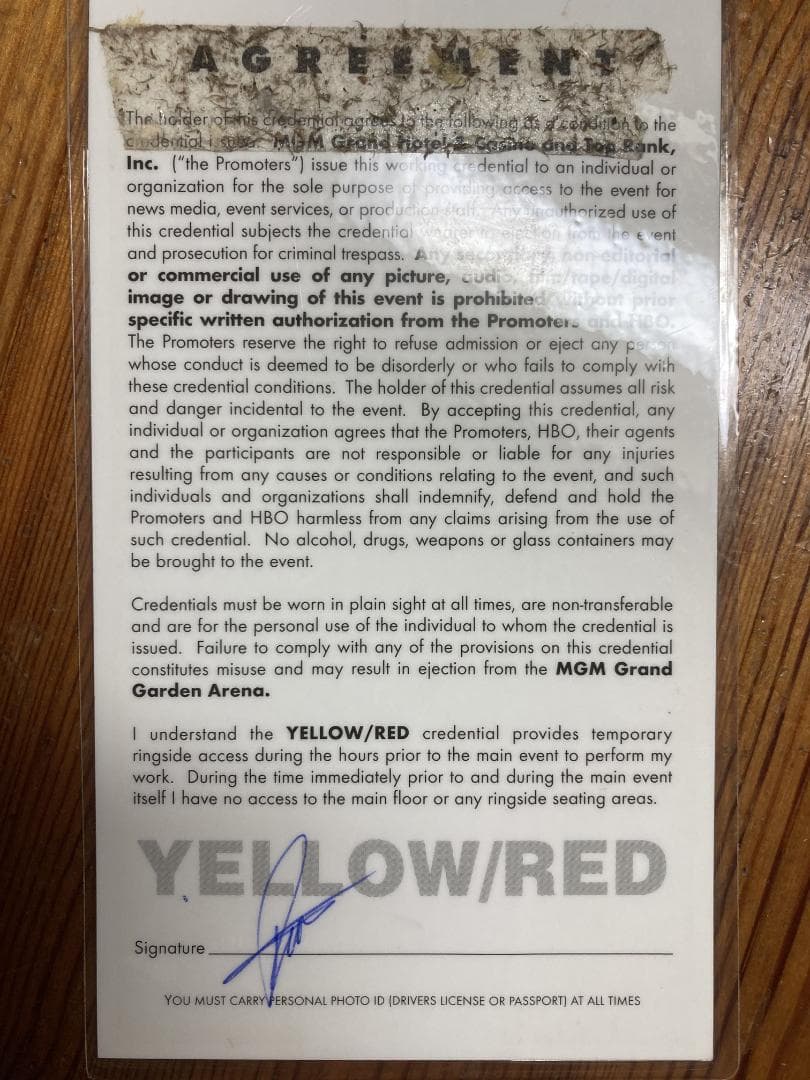 AGREEMENT
The holder of this credential agrees to the following as a condition to the
credential issue. MGM Grand Hotel & Casino and Top Rank,
Inc. ("the Promoters") issue this working credential to an individual or
organization for the sole purpose of providing access to the event for
news media, event services, or production staff. Any unauthorized use of
this credential subjects the credential wearer to ejection from the event
and prosecution for criminal trespass. Any secondary, non-editorial
or commercial use of any picture, audio, film/tape/digital
image or drawing of this event is prohibited without prior
specific written authorization from the Promoters and HBO.
The Promoters reserve the right to refuse admission or eject any person
whose conduct is deemed to be disorderly or who fails to comply with
these credential conditions. The holder of this credential assumes all risk
and danger incidental to the event. By accepting this credential, any
individual or organization agrees that the Promoters, HBO, their agents
and the participants are not responsible or liable for any injuries
resulting from any causes or conditions relating to the event, and such
individuals and organizations shall indemnify, defend and hold the
Promoters and HBO harmless from any claims arising from the use of
such credential. No alcohol, drugs, weapons or glass containers may
be brought to the event.
Credentials must be worn in plain sight at all times, are non-transferable
and are for the personal use of the individual to whom the credential is
issued. Failure to comply with any of the provisions on this credential
constitutes misuse and may result in ejection from the MGM Grand
Garden Arena.
I understand the YELLOW/RED credential provides temporary
ringside access during the hours prior to the main event to perform my
work. During the time immediately prior to and during the main event
itself I have no access to the main floor or any ringside seating areas.
YELLOW/RED
Signature
YOU MUST CARRY PERSONAL PHOTO ID (DRIVERS LICENSE OR PASSPORT) AT ALL TIMES